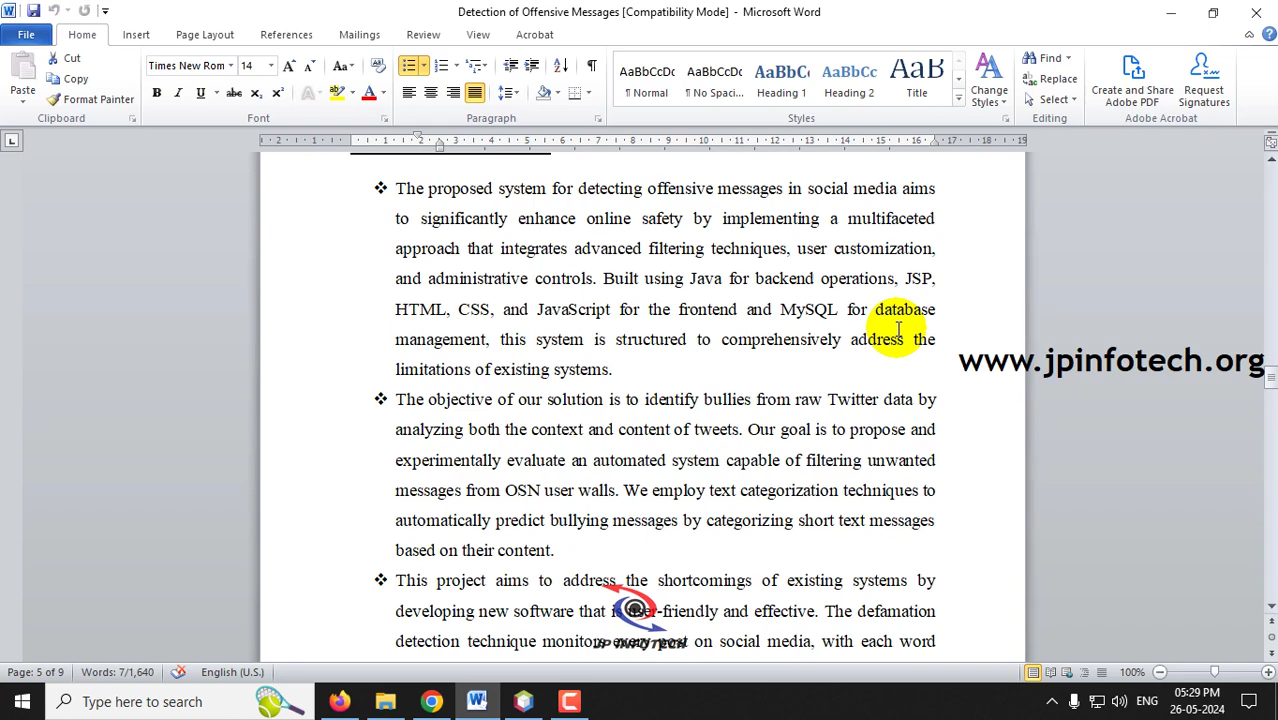 Detection of Offensive Messages [Compatibility Mode] - Microsoft Word
File Home Insert Page Layout References Mailings Review View Acrobat
Paste
Cut
Copy
Format Painter
Clipboard
Times New Rom 14
Font
Paragraph
AaBbCcDc AaBbCcDc AaBbCc AaBbCc AaB
¶ Normal ¶ No Spaci... Heading 1 Heading 2 Title
Change Styles
Styles
Find
Replace
Select
Editing
Create and Share Adobe PDF
Request Signatures
Adobe Acrobat
The proposed system for detecting offensive messages in social media aims
to significantly enhance online safety by implementing a multifaceted
approach that integrates advanced filtering techniques, user customization,
and administrative controls. Built using Java for backend operations, JSP,
HTML, CSS, and JavaScript for the frontend and MySQL for database
management, this system is structured to comprehensively address the
limitations of existing systems.
www.jpinfotech.org
The objective of our solution is to identify bullies from raw Twitter data by
analyzing both the context and content of tweets. Our goal is to propose and
experimentally evaluate an automated system capable of filtering unwanted
messages from OSN user walls. We employ text categorization techniques to
automatically predict bullying messages by categorizing short text messages
based on their content.
This project aims to address the shortcomings of existing systems by
developing new software that is user-friendly and effective. The defamation
detection technique monitors every post on social media, with each word
JP INFOTECH
Page: 5 of 9 Words: 7/1,640 English (U.S.) 100%
Type here to search
ENG
05:29 PM
26-05-2024